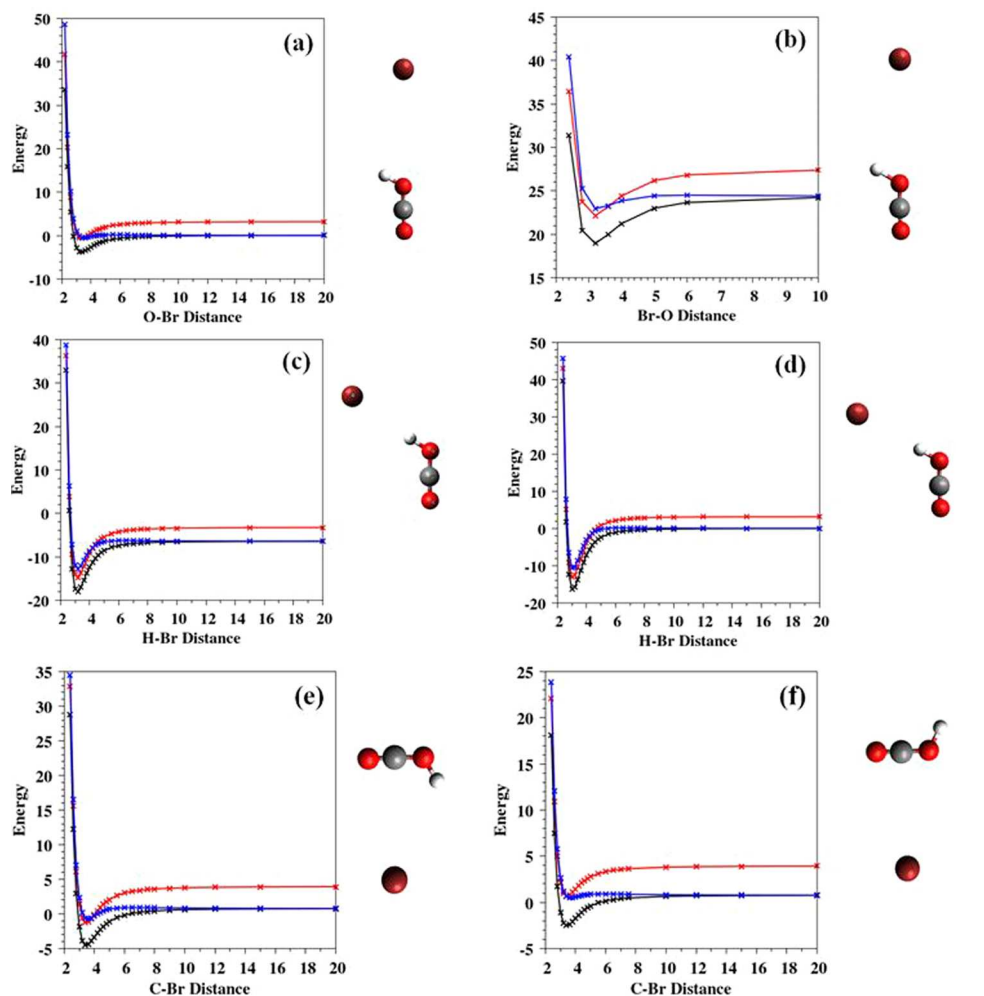 50
40
30
20
10
0
-10
2 4 6 8 10 12 14 16 18 20
Energy
O-Br Distance
(a)
45
40
35
30
25
20
15
2 3 4 5 6 7 8 9 10
Energy
Br-O Distance
(b)
40
30
20
10
0
-10
-20
2 4 6 8 10 12 14 16 18 20
Energy
H-Br Distance
(c)
50
40
30
20
10
0
-10
-20
2 4 6 8 10 12 14 16 18 20
Energy
H-Br Distance
(d)
35
30
25
20
15
10
5
0
-5
2 4 6 8 10 12 14 16 18 20
Energy
C-Br Distance
(e)
25
20
15
10
5
0
-5
2 4 6 8 10 12 14 16 18 20
Energy
C-Br Distance
(f)